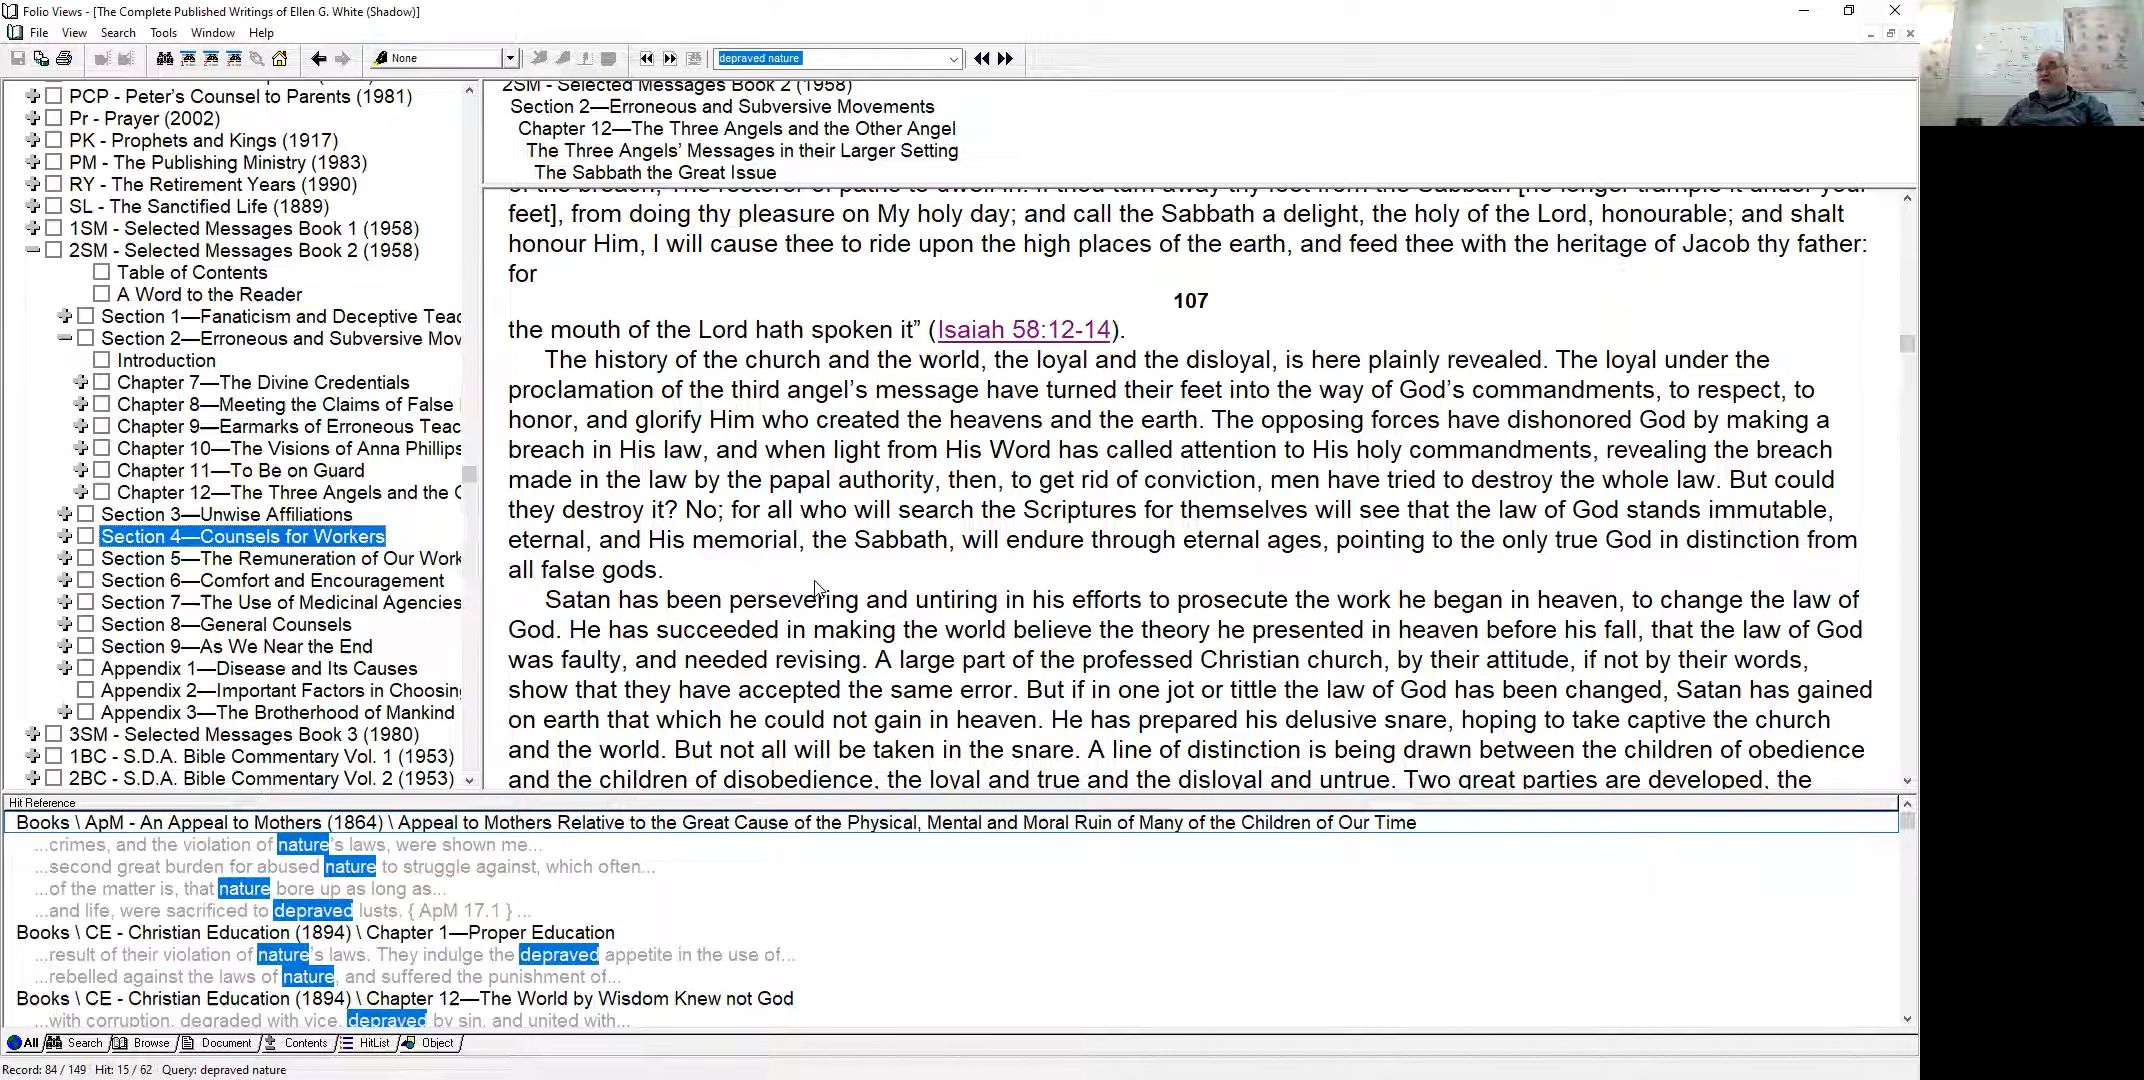 Folio Views - [The Complete Published Writings of Ellen G. White (Shadow)]
File View Search Tools Window Help
None
depraved nature
PCP - Peter's Counsel to Parents (1981)
Pr - Prayer (2002)
PK - Prophets and Kings (1917)
PM - The Publishing Ministry (1983)
RY - The Retirement Years (1990)
SL - The Sanctified Life (1889)
1SM - Selected Messages Book 1 (1958)
2SM - Selected Messages Book 2 (1958)
Table of Contents
A Word to the Reader
Section 1—Fanaticism and Deceptive Teac
Section 2—Erroneous and Subversive Mov
Introduction
Chapter 7—The Divine Credentials
Chapter 8—Meeting the Claims of False
Chapter 9—Earmarks of Erroneous Teac
Chapter 10—The Visions of Anna Phillips
Chapter 11—To Be on Guard
Chapter 12—The Three Angels and the O
Section 3—Unwise Affiliations
Section 4—Counsels for Workers
Section 5—The Remuneration of Our Work
Section 6—Comfort and Encouragement
Section 7—The Use of Medicinal Agencies
Section 8—General Counsels
Section 9—As We Near the End
Appendix 1—Disease and Its Causes
Appendix 2—Important Factors in Choosing
Appendix 3—The Brotherhood of Mankind
3SM - Selected Messages Book 3 (1980)
1BC - S.D.A. Bible Commentary Vol. 1 (1953)
2BC - S.D.A. Bible Commentary Vol. 2 (1953)
2SM - Selected Messages Book 2 (1958)
Section 2—Erroneous and Subversive Movements
Chapter 12—The Three Angels and the Other Angel
The Three Angels' Messages in their Larger Setting
The Sabbath the Great Issue
of the breach, The restorer of paths to dwell in. If thou turn away thy feet from the Sabbath [no longer trample it under your
feet], from doing thy pleasure on My holy day; and call the Sabbath a delight, the holy of the Lord, honourable; and shalt
honour Him, I will cause thee to ride upon the high places of the earth, and feed thee with the heritage of Jacob thy father:
for
107
the mouth of the Lord hath spoken it” (Isaiah 58:12-14).
The history of the church and the world, the loyal and the disloyal, is here plainly revealed. The loyal under the
proclamation of the third angel’s message have turned their feet into the way of God’s commandments, to respect, to
honor, and glorify Him who created the heavens and the earth. The opposing forces have dishonored God by making a
breach in His law, and when light from His Word has called attention to His holy commandments, revealing the breach
made in the law by the papal authority, then, to get rid of conviction, men have tried to destroy the whole law. But could
they destroy it? No; for all who will search the Scriptures for themselves will see that the law of God stands immutable,
eternal, and His memorial, the Sabbath, will endure through eternal ages, pointing to the only true God in distinction from
all false gods.
Satan has been persevering and untiring in his efforts to prosecute the work he began in heaven, to change the law of
God. He has succeeded in making the world believe the theory he presented in heaven before his fall, that the law of God
was faulty, and needed revising. A large part of the professed Christian church, by their attitude, if not by their words,
show that they have accepted the same error. But if in one jot or tittle the law of God has been changed, Satan has gained
on earth that which he could not gain in heaven. He has prepared his delusive snare, hoping to take captive the church
and the world. But not all will be taken in the snare. A line of distinction is being drawn between the children of obedience
and the children of disobedience, the loyal and true and the disloyal and untrue. Two great parties are developed, the
Hit Reference
Books \ ApM - An Appeal to Mothers (1864) \ Appeal to Mothers Relative to the Great Cause of the Physical, Mental and Moral Ruin of Many of the Children of Our Time
...crimes, and the violation of nature's laws, were shown me...
...second great burden for abused nature to struggle against, which often...
...of the matter is, that nature bore up as long as...
...and life, were sacrificed to depraved lusts. { ApM 17.1 } ...
Books \ CE - Christian Education (1894) \ Chapter 1—Proper Education
...result of their violation of nature's laws. They indulge the depraved appetite in the use of...
...rebelled against the laws of nature, and suffered the punishment of...
Books \ CE - Christian Education (1894) \ Chapter 12—The World by Wisdom Knew not God
...with corruption, degraded with vice, depraved by sin, and united with...
All Search Browse Document Contents HitList Object
Record: 84 / 149 Hit: 15 / 62 Query: depraved nature